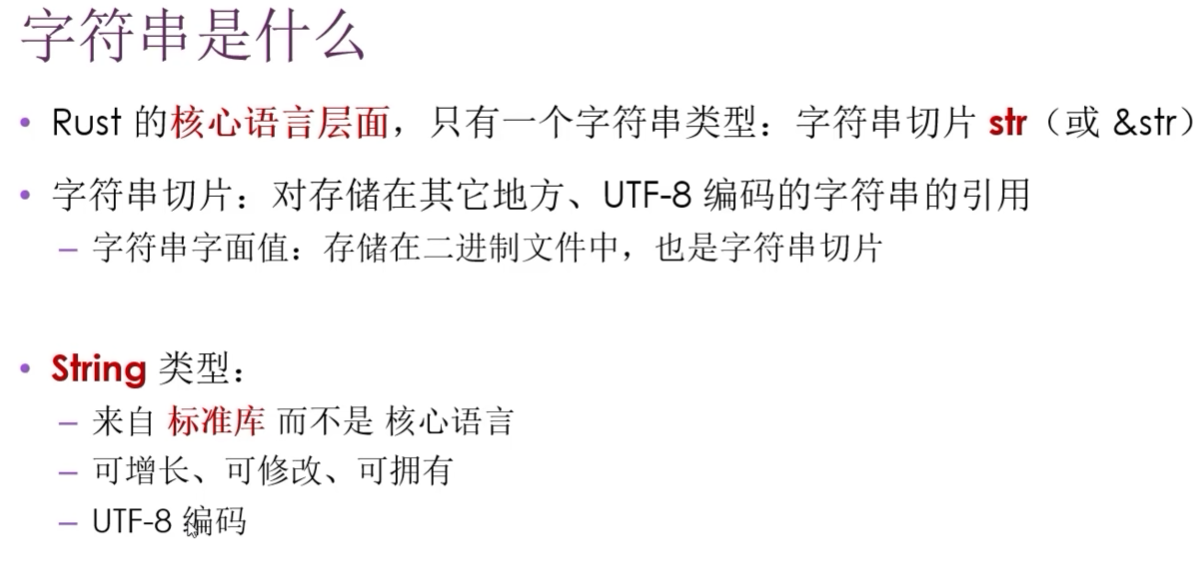 字符串是什么
• Rust 的核心语言层面，只有一个字符串类型：字符串切片 str（或 &str）
• 字符串切片：对存储在其它地方、UTF-8 编码的字符串的引用
– 字符串字面值：存储在二进制文件中，也是字符串切片
• String 类型：
– 来自 标准库 而不是 核心语言
– 可增长、可修改、可拥有
– UTF-8 编码